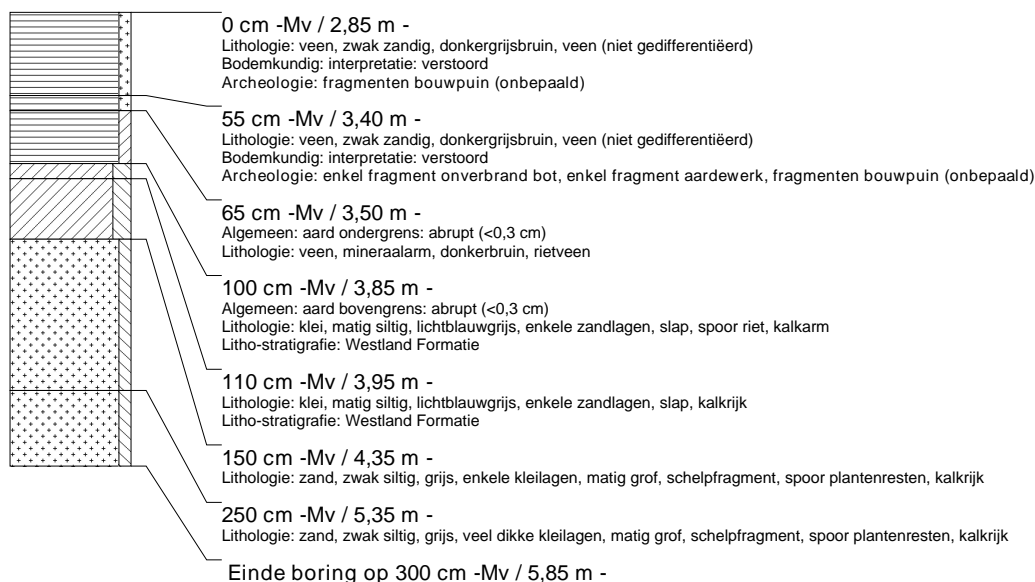 0 cm -Mv / 2,85 m -
Lithologie: veen, zwak zandig, donkergrijsbruin, veen (niet gedifferentiëerd)
Bodemkundig: interpretatie: verstoord
Archeologie: fragmenten bouwpuin (onbepaald)
55 cm -Mv / 3,40 m -
Lithologie: veen, zwak zandig, donkergrijsbruin, veen (niet gedifferentiëerd)
Bodemkundig: interpretatie: verstoord
Archeologie: enkel fragment onverbrand bot, enkel fragment aardewerk, fragmenten bouwpuin (onbepaald)
65 cm -Mv / 3,50 m -
Algemeen: aard ondergrens: abrupt (<0,3 cm)
Lithologie: veen, mineraalarm, donkerbruin, rietveen
100 cm -Mv / 3,85 m -
Algemeen: aard bovengrens: abrupt (<0,3 cm)
Lithologie: klei, matig siltig, lichtblauwgrijs, enkele zandlagen, slap, spoor riet, kalkarm
Litho-stratigrafie: Westland Formatie
110 cm -Mv / 3,95 m -
Lithologie: klei, matig siltig, lichtblauwgrijs, enkele zandlagen, slap, kalkrijk
Litho-stratigrafie: Westland Formatie
150 cm -Mv / 4,35 m -
Lithologie: zand, zwak siltig, grijs, enkele kleilagen, matig grof, schelpfragment, spoor plantenresten, kalkrijk
250 cm -Mv / 5,35 m -
Lithologie: zand, zwak siltig, grijs, veel dikke kleilagen, matig grof, schelpfragment, spoor plantenresten, kalkrijk
Einde boring op 300 cm -Mv / 5,85 m -